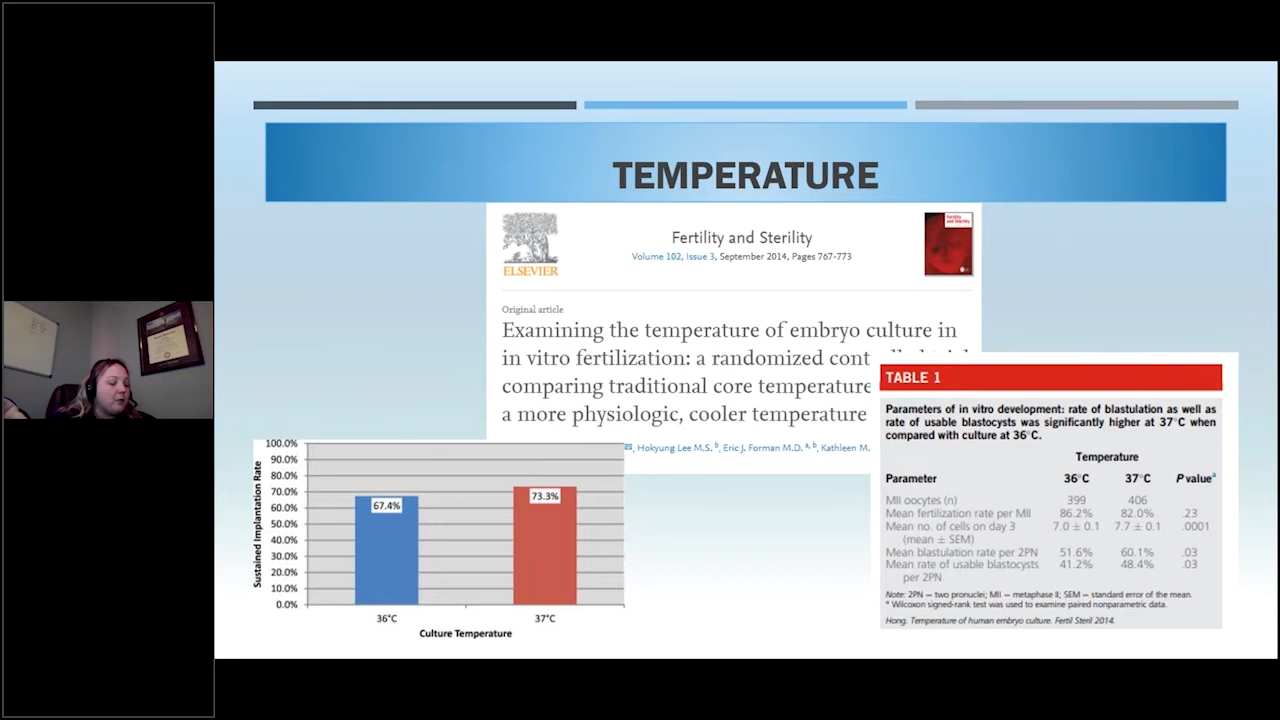 TEMPERATURE
ELSEVIER
Fertility and Sterility
Volume 102, Issue 3, September 2014, Pages 767-773
Fertility
and Sterility
Original article
Examining the temperature of embryo culture in
in vitro fertilization: a randomized
comparing traditional core temperature
a more physiologic, cooler temperature
, Hokyung Lee M.S. b, Eric J. Forman M.D. a, b, Kathleen M.
100.0%
90.0%
80.0%
70.0%
60.0%
50.0%
40.0%
30.0%
20.0%
10.0%
0.0%
Sustained Implantation Rate
67.4%
73.3%
36°C
37°C
Culture Temperature
TABLE 1
Parameters of in vitro development: rate of blastulation as well as
rate of usable blastocysts was significantly higher at 37°C when
compared with culture at 36°C.
Temperature
Parameter 36°C 37°C P value a
MII oocytes (n) 399 406
Mean fertilization rate per MII 86.2% 82.0% .23
Mean no. of cells on day 3 7.0 ± 0.1 7.7 ± 0.1 .0001
(mean ± SEM)
Mean blastulation rate per 2PN 51.6% 60.1% .03
Mean rate of usable blastocysts 41.2% 48.4% .03
per 2PN
Note: 2PN = two pronuclei; MII = metaphase II; SEM = standard error of the mean.
a Wilcoxon signed-rank test was used to examine paired nonparametric data.
Hong. Temperature of human embryo culture. Fertil Steril 2014.